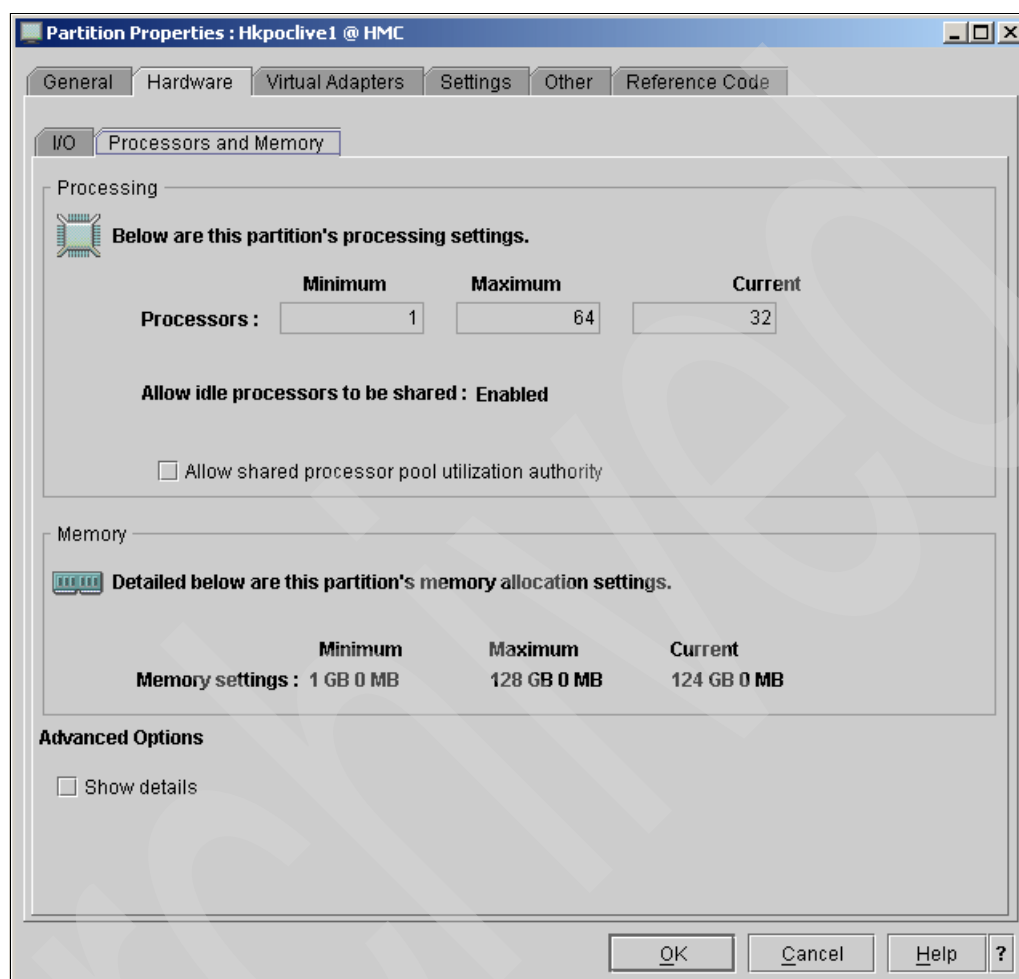 Partition Properties : Hkpoclive1 @ HMC
General Hardware Virtual Adapters Settings Other Reference Code
I/O Processors and Memory
Processing
Below are this partition's processing settings.
Minimum Maximum Current
Processors : 1 64 32
Allow idle processors to be shared : Enabled
Allow shared processor pool utilization authority
Memory
Detailed below are this partition's memory allocation settings.
Minimum Maximum Current
Memory settings : 1 GB 0 MB 128 GB 0 MB 124 GB 0 MB
Advanced Options
Show details
OK Cancel Help ?